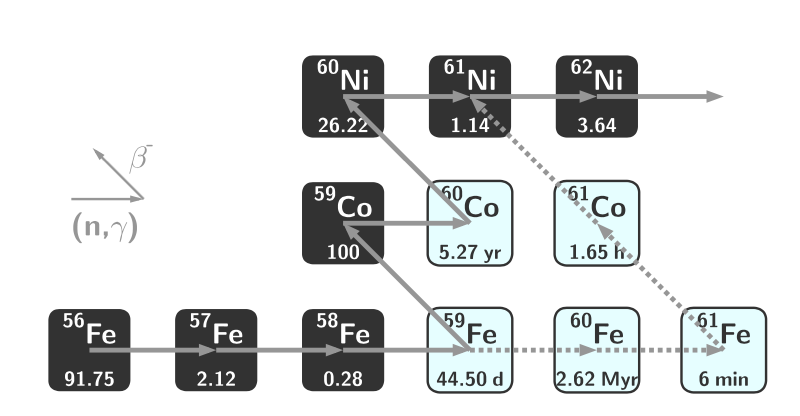 ⁶⁰Ni ⁶¹Ni ⁶²Ni
26.22 1.14 3.64
β⁻
(n,γ)
⁵⁹Co ⁶⁰Co ⁶¹Co
100 5.27 yr 1.65 h
⁵⁶Fe ⁵⁷Fe ⁵⁸Fe ⁵⁹Fe ⁶⁰Fe ⁶¹Fe
91.75 2.12 0.28 44.50 d 2.62 Myr 6 min